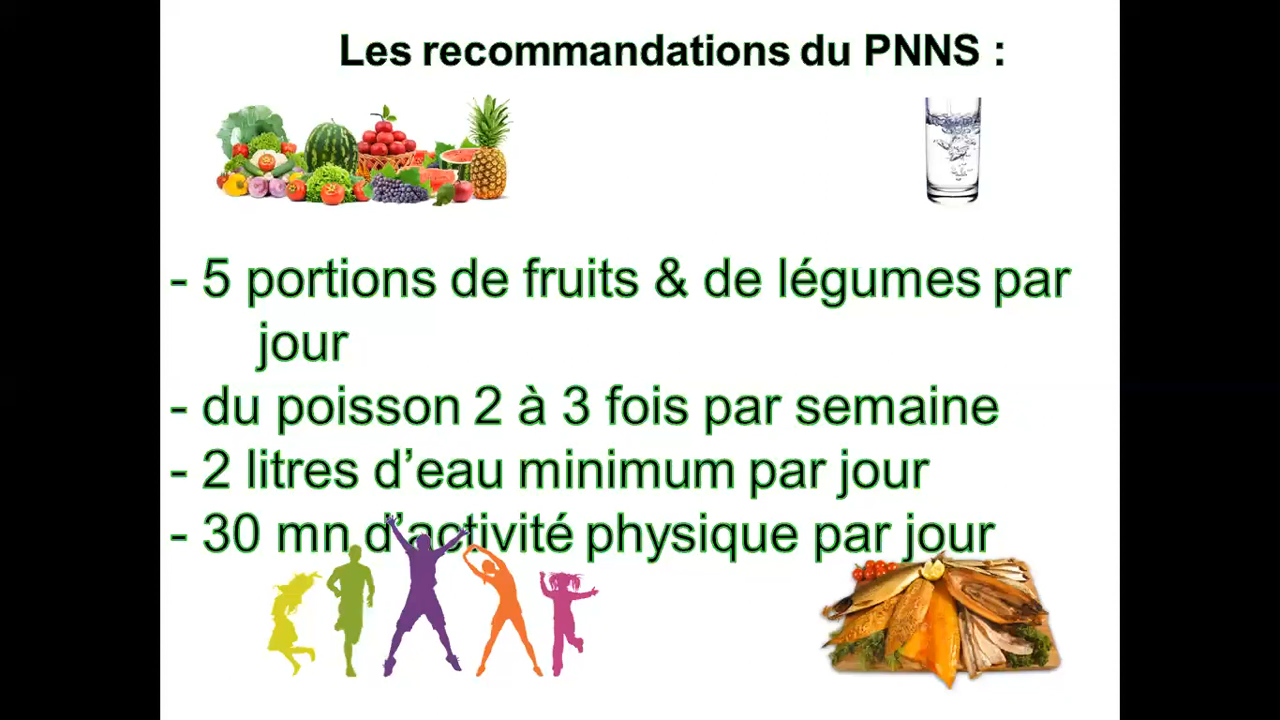 Les recommandations du PNNS :
- 5 portions de fruits & de légumes par
jour
- du poisson 2 à 3 fois par semaine
- 2 litres d’eau minimum par jour
- 30 mn d’activité physique par jour